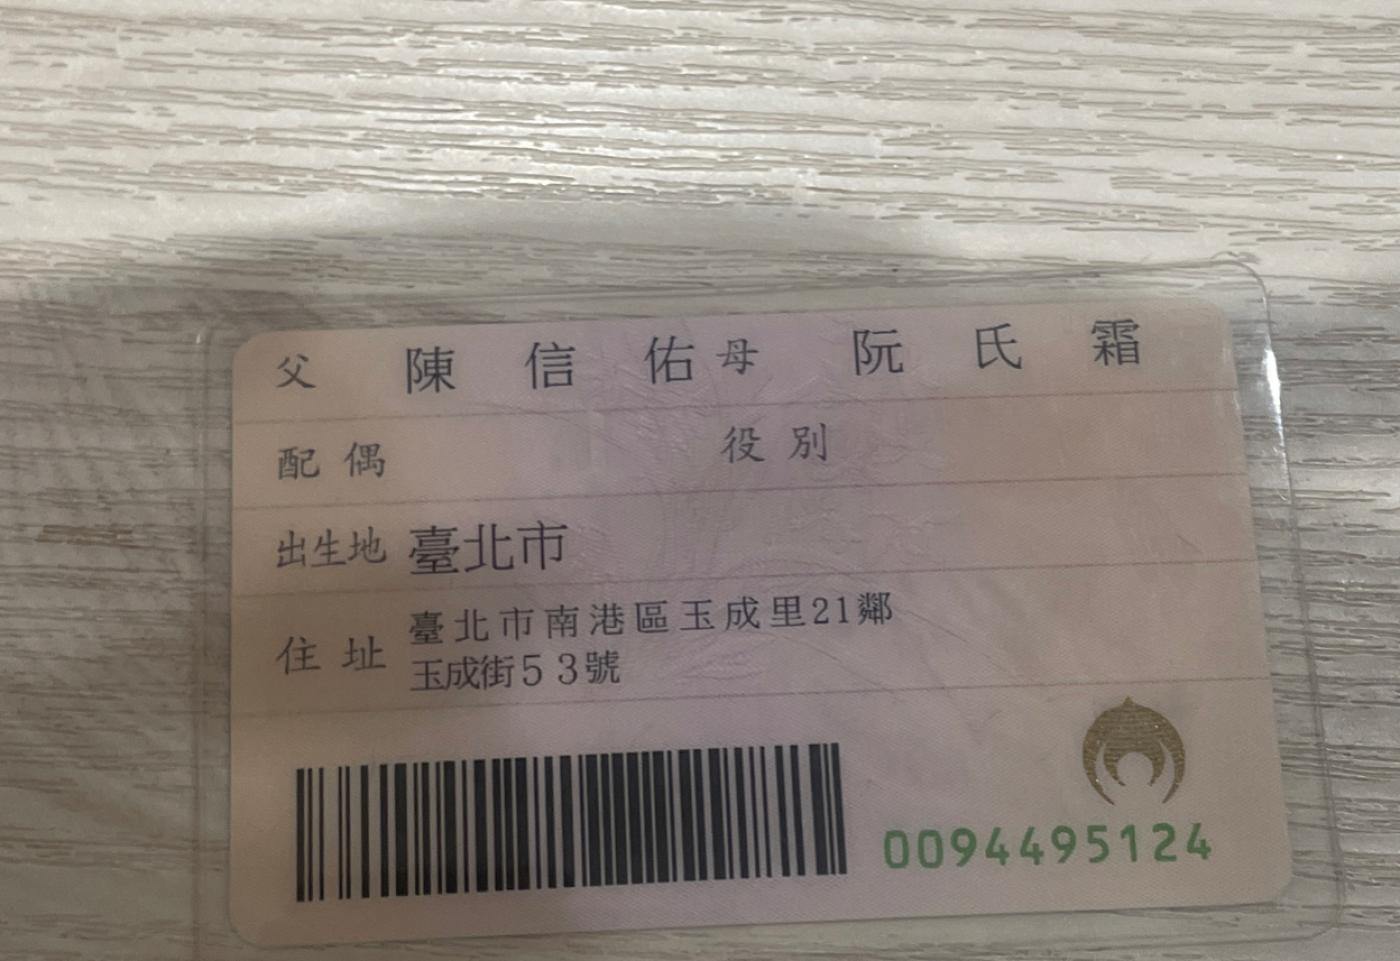 父 陳信佑 母 阮氏霜
配偶 役別
出生地 臺北市
住址 臺北市南港區玉成里21鄰
玉成街53號
0094495124